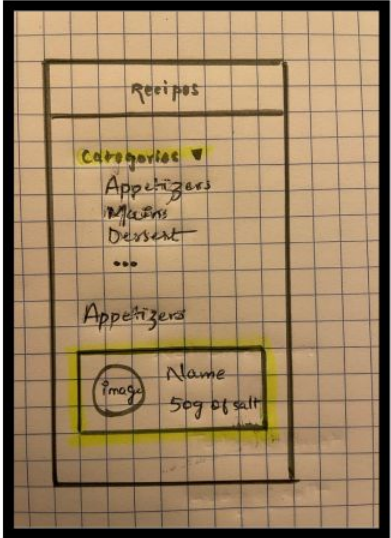 Recipes
Categories ▼
Appetizers
Mains
Dessert
...
Appetizers
image
Name
50g of salt